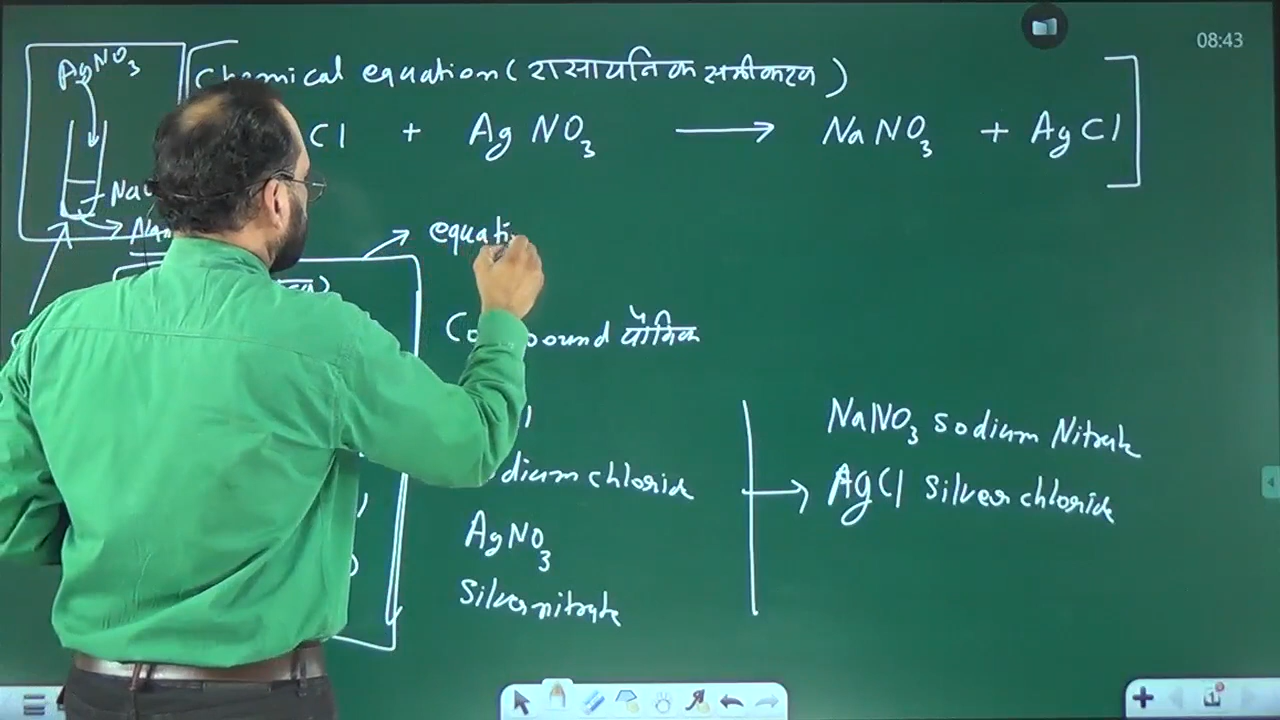 08:43
AgNO3
Chemical equation (रासायनिक समीकरण)
Cl + AgNO3 → NaNO3 + AgCl
equati
Compound यौगिक
NaNO3 Sodium Nitrate
dium chloride
AgCl Silver chloride
AgNO3
Silver nitrate
1